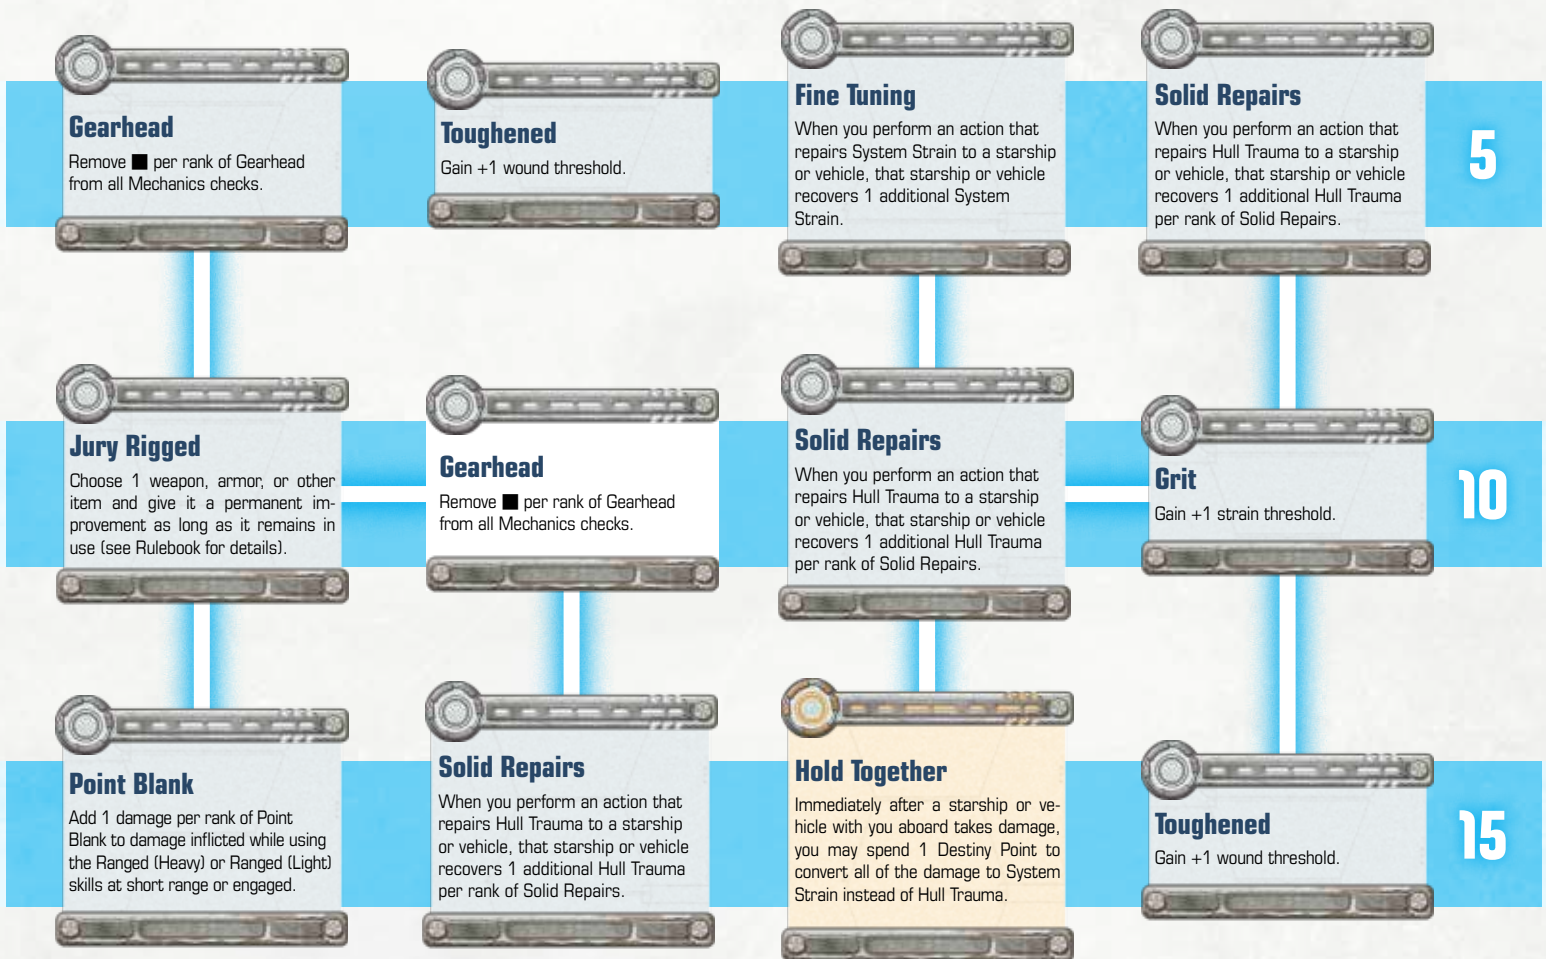 Gearhead
Remove ■ per rank of Gearhead
from all Mechanics checks.
Toughened
Gain +1 wound threshold.
Fine Tuning
When you perform an action that
repairs System Strain to a starship
or vehicle, that starship or vehicle
recovers 1 additional System
Strain.
Solid Repairs
When you perform an action that
repairs Hull Trauma to a starship
or vehicle, that starship or vehicle
recovers 1 additional Hull Trauma
per rank of Solid Repairs.
5
Jury Rigged
Choose 1 weapon, armor, or other
item and give it a permanent im-
provement as long as it remains in
use (see Rulebook for details).
Gearhead
Remove ■ per rank of Gearhead
from all Mechanics checks.
Solid Repairs
When you perform an action that
repairs Hull Trauma to a starship
or vehicle, that starship or vehicle
recovers 1 additional Hull Trauma
per rank of Solid Repairs.
Grit
Gain +1 strain threshold.
10
Point Blank
Add 1 damage per rank of Point
Blank to damage inflicted while using
the Ranged (Heavy) or Ranged (Light)
skills at short range or engaged.
Solid Repairs
When you perform an action that
repairs Hull Trauma to a starship
or vehicle, that starship or vehicle
recovers 1 additional Hull Trauma
per rank of Solid Repairs.
Hold Together
Immediately after a starship or ve-
hicle with you aboard takes damage,
you may spend 1 Destiny Point to
convert all of the damage to System
Strain instead of Hull Trauma.
Toughened
Gain +1 wound threshold.
15